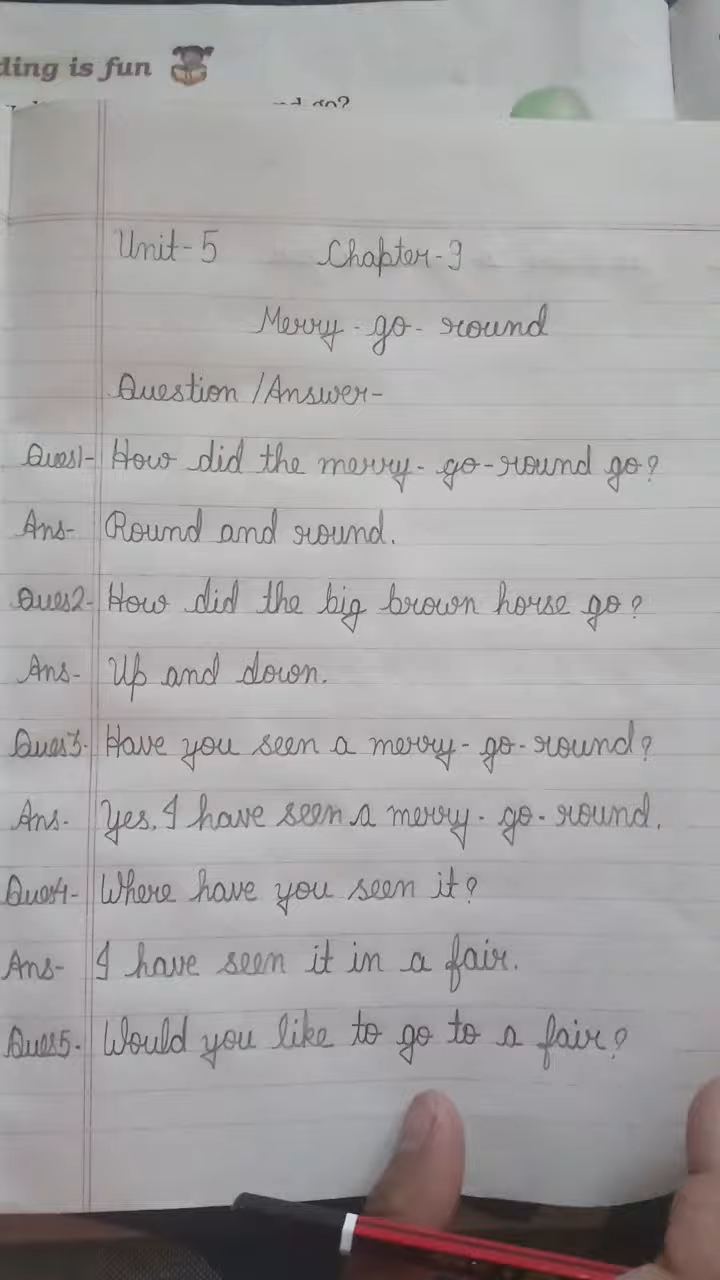 ding is fun
Unit-5 Chapter-9
Merry-go-round
Question/Answer-
Ques1- How did the merry-go-round go?
Ans- Round and round.
Ques2- How did the big brown horse go?
Ans- Up and down.
Ques3- Have you seen a merry-go-round?
Ans- Yes, I have seen a merry-go-round.
Ques4- Where have you seen it?
Ans- I have seen it in a fair.
Ques5- Would you like to go to a fair?